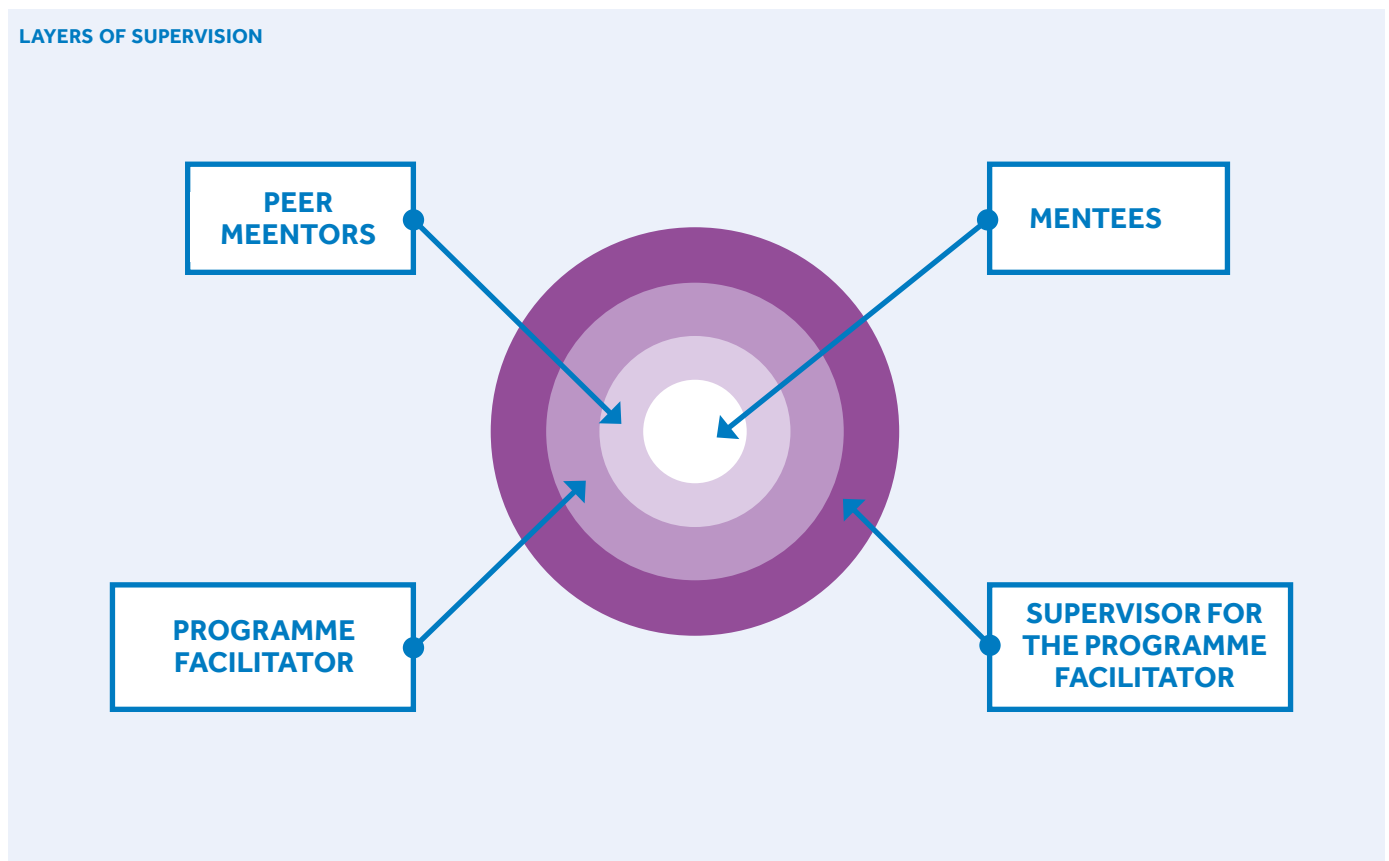 LAYERS OF SUPERVISION
PEER
MEENTORS
MENTEES
PROGRAMME
FACILITATOR
SUPERVISOR FOR
THE PROGRAMME
FACILITATOR